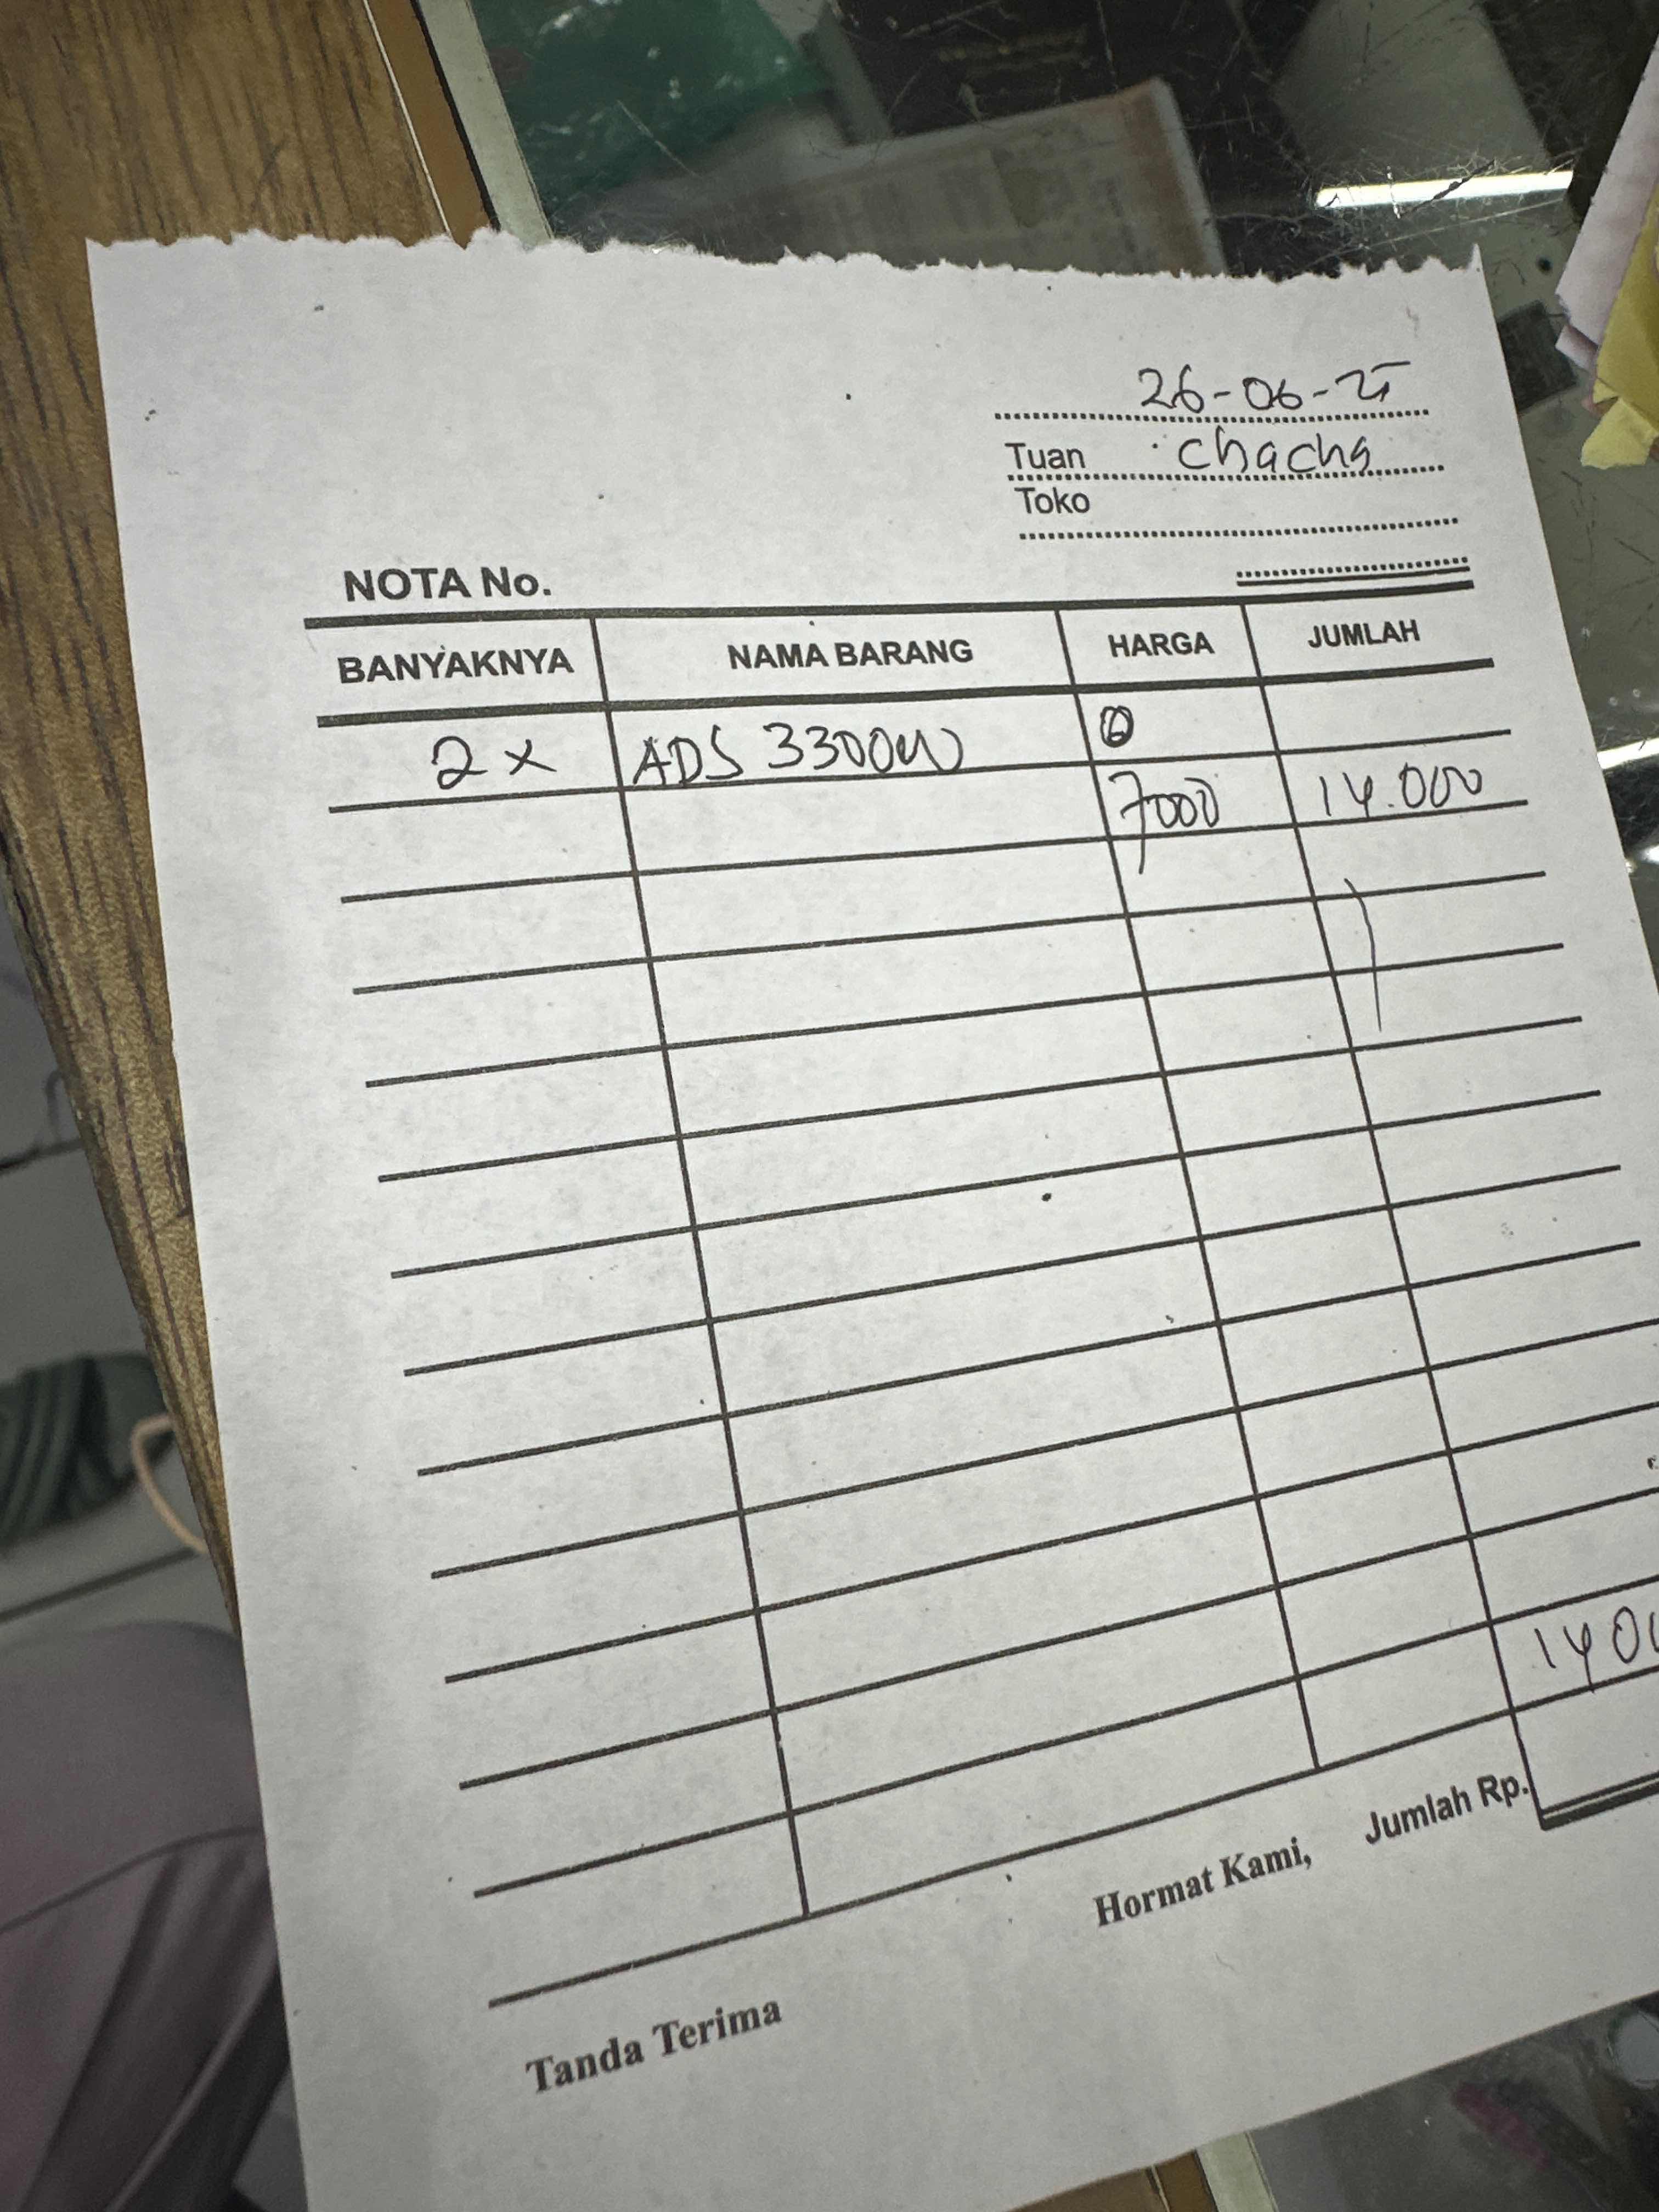 26-06-25
Tuan chacha
Toko
NOTA No.
BANYAKNYA NAMA BARANG HARGA JUMLAH
2x ADS 3300W
7000 14.000
Jumlah Rp.
Hormat Kami,
Tanda Terima